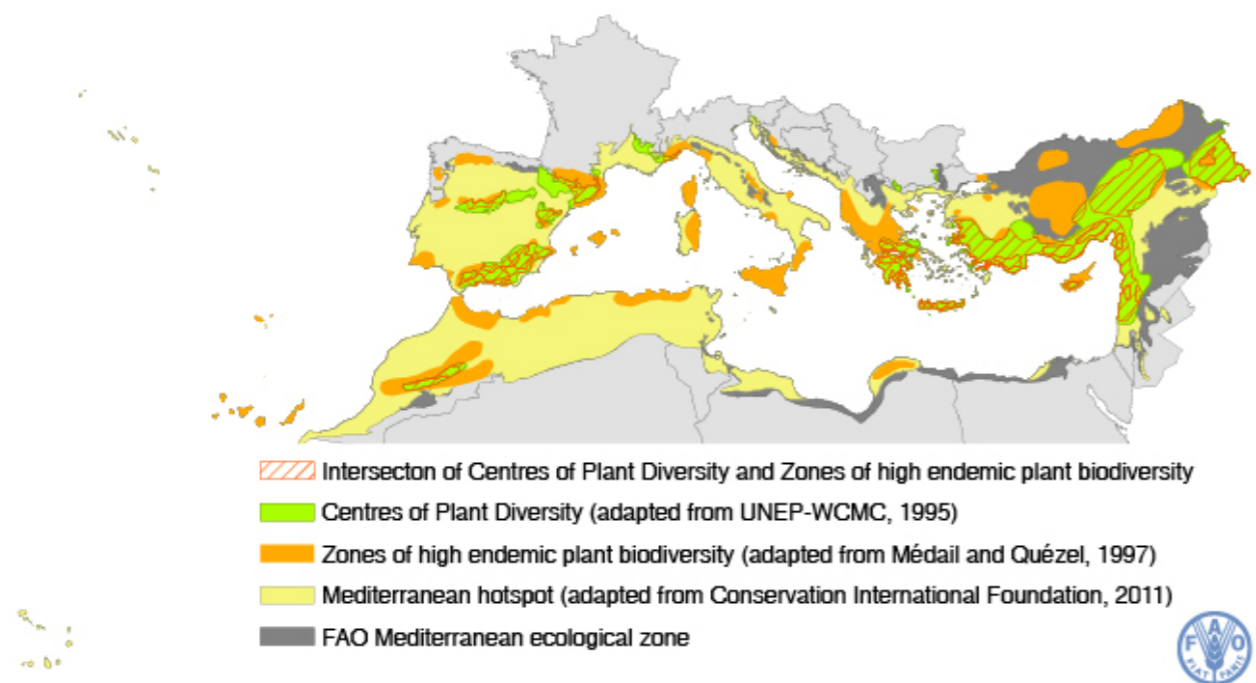 Intersecton of Centres of Plant Diversity and Zones of high endemic plant biodiversity
Centres of Plant Diversity (adapted from UNEP-WCMC, 1995)
Zones of high endemic plant biodiversity (adapted from Médail and Quézel, 1997)
Mediterranean hotspot (adapted from Conservation International Foundation, 2011)
FAO Mediterranean ecological zone
F A O
FIAT PANIS